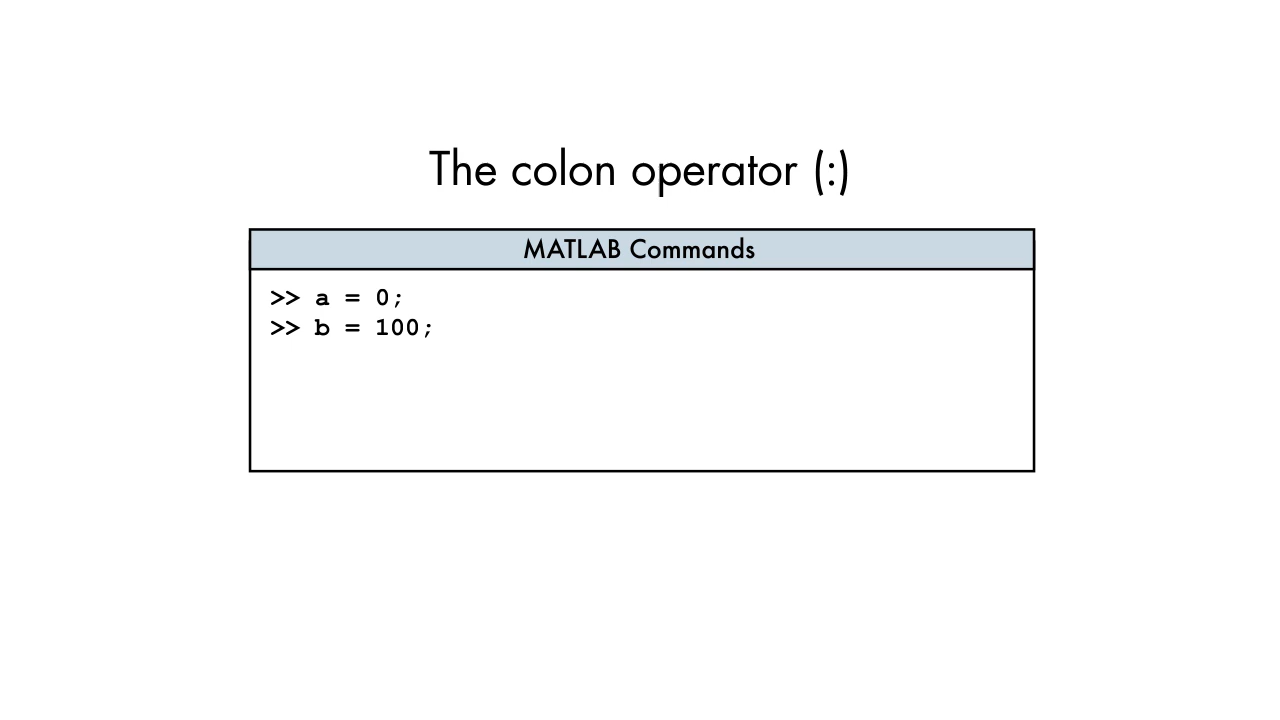 The colon operator (:)
MATLAB Commands
>> a = 0;
>> b = 100;